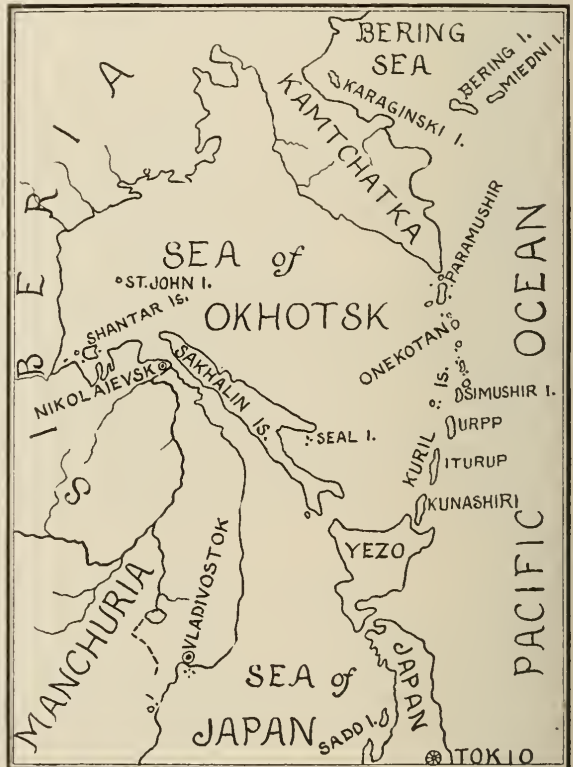 BERING
SEA
BERING I.
MIEDNI I.
KARAGINSKI I.
KAMTCHATKA
SIBERIA
SEA of
OKHOTSK
ST. JOHN I.
SHANTAR IS.
NIKOLAIEVSK
SAKHALIN IS.
SEAL I.
PARAMUSHIR
ONEKOTAN
KURIL IS.
SIMUSHIR I.
URPP
ITURUP
KUNASHIRI
YEZO
PACIFIC OCEAN
MANCHURIA
VLADIVOSTOK
SEA of
JAPAN
SADO I.
JAPAN
TOKIO